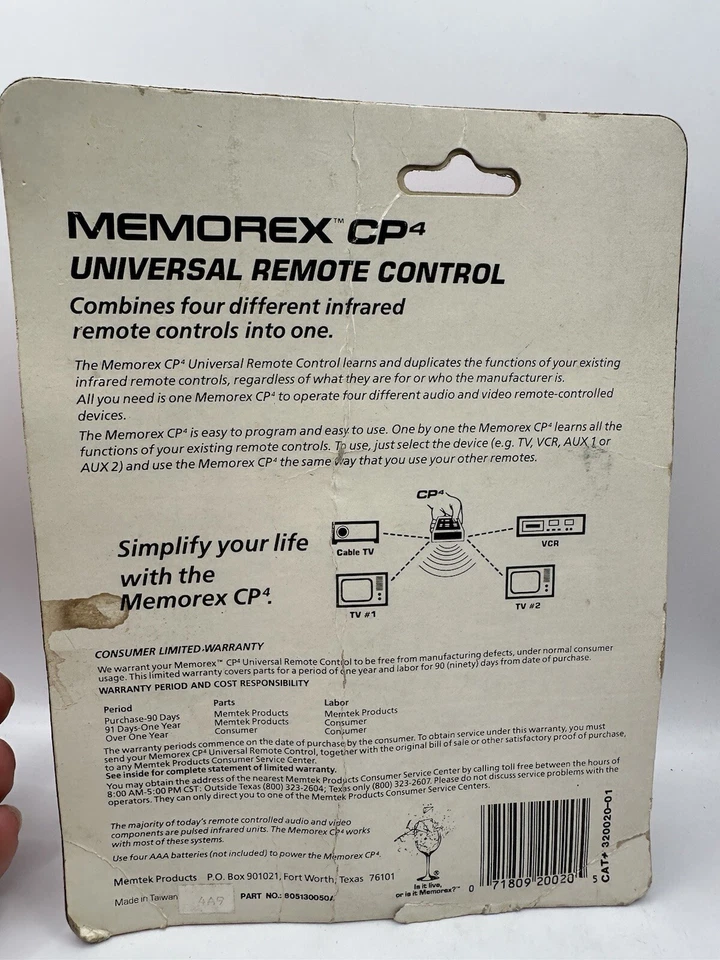 MEMOREX™ CP⁴
UNIVERSAL REMOTE CONTROL
Combines four different infrared
remote controls into one.
The Memorex CP⁴ Universal Remote Control learns and duplicates the functions of your existing
infrared remote controls, regardless of what they are for or who the manufacturer is.
All you need is one Memorex CP⁴ to operate four different audio and video remote-controlled
devices.
The Memorex CP⁴ is easy to program and easy to use. One by one the Memorex CP⁴ learns all the
functions of your existing remote controls. To use, just select the device (e.g. TV, VCR, AUX 1 or
AUX 2) and use the Memorex CP⁴ the same way that you use your other remotes.
Simplify your life
with the
Memorex CP⁴.
CP⁴
Cable TV
VCR
TV #1
TV #2
CONSUMER LIMITED WARRANTY
We warrant your Memorex™ CP⁴ Universal Remote Control to be free from manufacturing defects, under normal consumer
usage. This limited warranty covers parts for a period of one year and labor for 90 (ninety) days from date of purchase.
WARRANTY PERIOD AND COST RESPONSIBILITY
Period Parts Labor
Purchase-90 Days Memtek Products Memtek Products
91 Days-One Year Memtek Products Consumer
Over One Year Consumer Consumer
The warranty periods commence on the date of purchase by the consumer. To obtain service under this warranty, you must
send your Memorex CP⁴ Universal Remote Control, together with the original bill of sale or other satisfactory proof of purchase,
to any Memtek Products Consumer Service Center.
See inside for complete statement of limited warranty.
You may obtain the address of the nearest Memtek Products Consumer Service Center by calling toll free between the hours of
8:00 AM-5:00 PM CST: Outside Texas (800) 323-2604; Texas only (800) 323-2607. Please do not discuss service problems with the
operators. They can only direct you to one of the Memtek Products Consumer Service Centers.
The majority of today's remote controlled audio and video
components are pulsed infrared units. The Memorex CP⁴ works
with most of these systems.
Use four AAA batteries (not included) to power the Memorex CP⁴.
Memtek Products P.O. Box 901021, Fort Worth, Texas 76101
Made in Taiwan 4A9 PART NO.: 605130050A
®
Is it live,
or is it Memorex?™
0 71809 20020 5
CAT# 320020-01